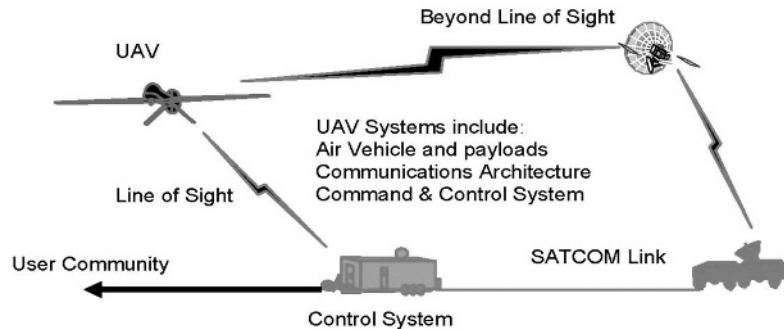 Beyond Line of Sight
UAV
UAV Systems include:
Air Vehicle and payloads
Communications Architecture
Command & Control System
Line of Sight
User Community
SATCOM Link
Control System